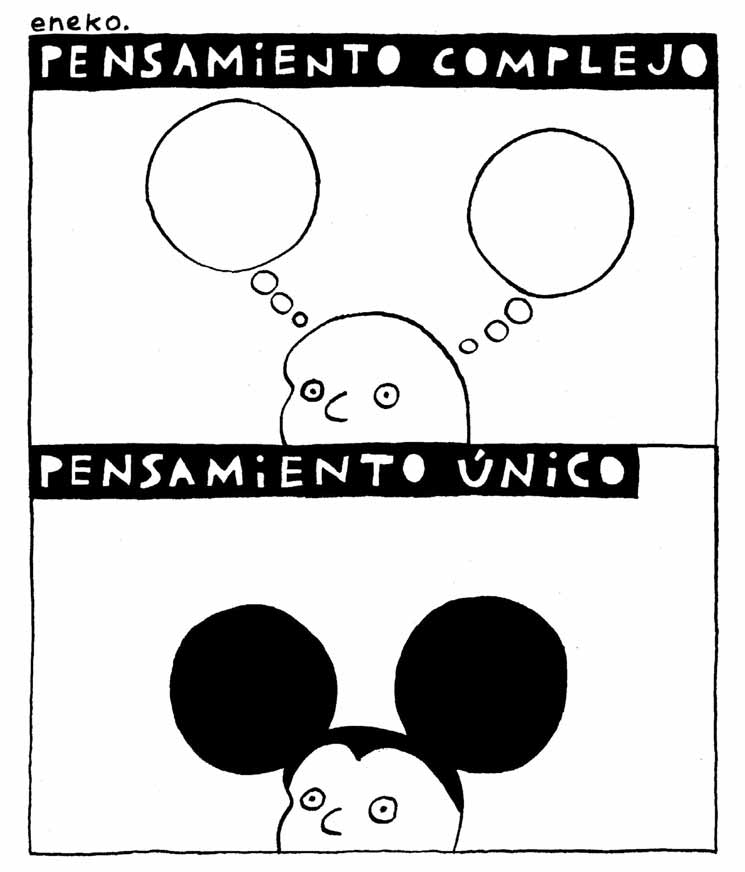 eneko.
PENSAMiENTO COMPLEJO
PENSAMiENTO ÚNiCO